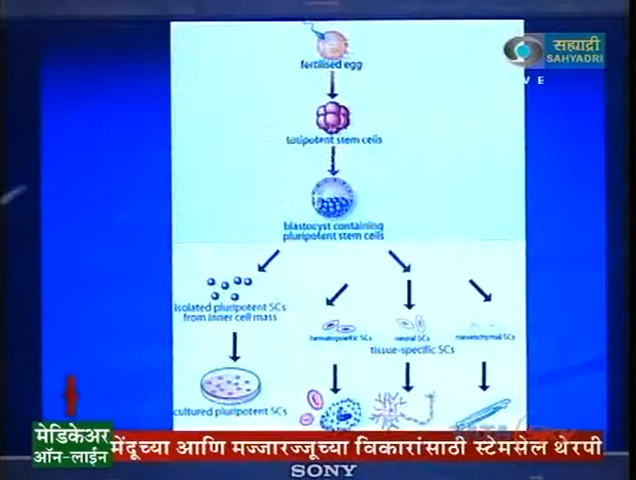 सह्याद्री
SAHYADRI
VE
fertilised egg
totipotent stem cells
blastocyst containing
pluripotent stem cells
isolated pluripotent SCs
from inner cell mass
hematopoietic SCs
neural SCs
mesenchymal SCs
tissue-specific SCs
cultured pluripotent SCs
मेडिकेअर
ऑन-लाईन
मेंदूच्या आणि मज्जारज्जूच्या विकारांसाठी स्टेमसेल थेरपी
SONY